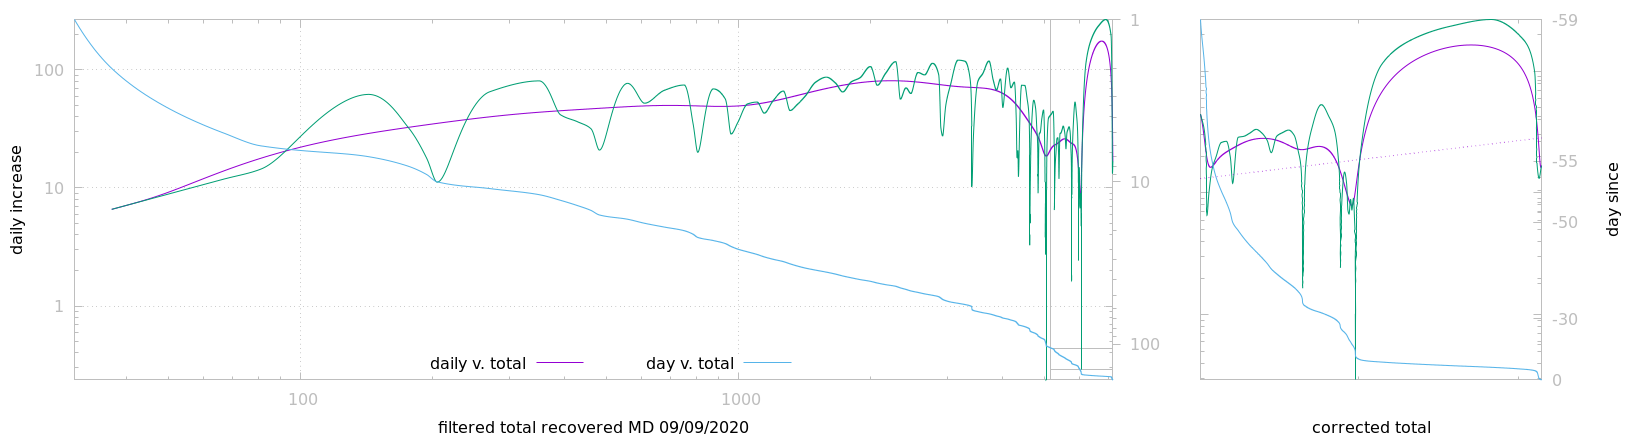 daily increase
100
10
1
100
1000
daily v. total
day v. total
filtered total recovered MD 09/09/2020
1
10
100
-59
-55
-50
-30
0
day since
corrected total